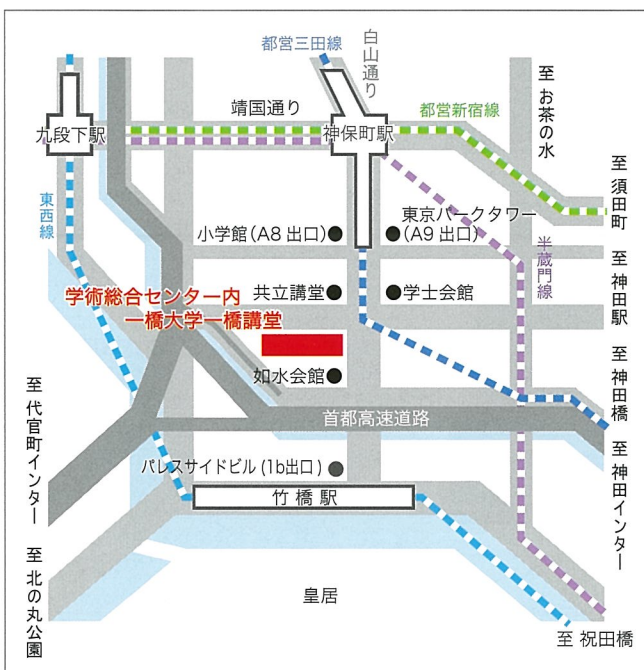 都営三田線
白山通り
至 お茶の水
靖国通り
都営新宿線
九段下駅
神保町駅
至 須田町
東西線
小学館（A8 出口）
東京パークタワー
（A9 出口）
半蔵門線
至 神田駅
共立講堂
学士会館
学術総合センター内
一橋大学一橋講堂
如水会館
至 神田橋
首都高速道路
至 代官町インター
パレスサイドビル (1b出口)
至 神田インター
竹 橋 駅
至 北の丸公園
皇居
至 祝田橋